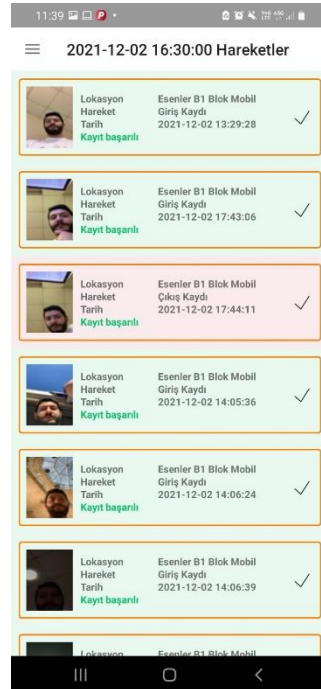 11:39
2021-12-02 16:30:00 Hareketler
Lokasyon Esenler B1 Blok Mobil
Hareket Giriş Kaydı
Tarih 2021-12-02 13:29:28
Kayıt başarılı
Lokasyon Esenler B1 Blok Mobil
Hareket Giriş Kaydı
Tarih 2021-12-02 17:43:06
Kayıt başarılı
Lokasyon Esenler B1 Blok Mobil
Hareket Çıkış Kaydı
Tarih 2021-12-02 17:44:11
Kayıt başarılı
Lokasyon Esenler B1 Blok Mobil
Hareket Giriş Kaydı
Tarih 2021-12-02 14:05:36
Kayıt başarılı
Lokasyon Esenler B1 Blok Mobil
Hareket Giriş Kaydı
Tarih 2021-12-02 14:06:24
Kayıt başarılı
Lokasyon Esenler B1 Blok Mobil
Hareket Giriş Kaydı
Tarih 2021-12-02 14:06:39
Kayıt başarılı
Lokasyon Esenler B1 Blok Mobil